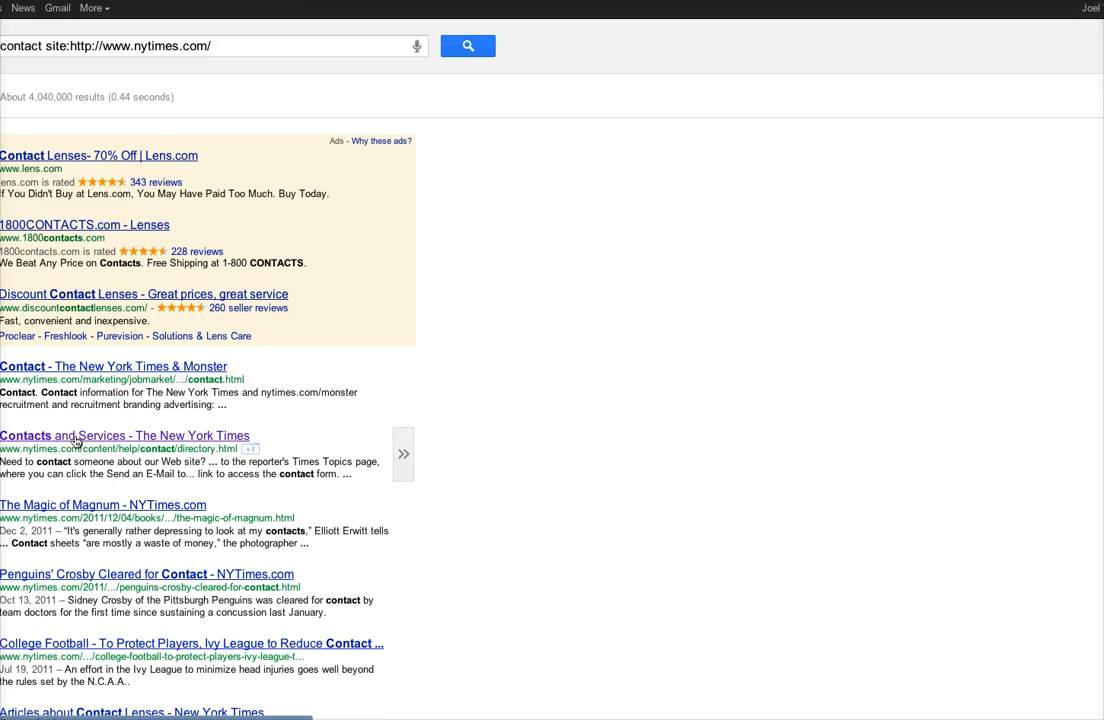 News Gmail More Joel
contact site:http://www.nytimes.com/
About 4,040,000 results (0.44 seconds)
Ads - Why these ads?
Contact Lenses- 70% Off | Lens.com
www.lens.com
lens.com is rated 343 reviews
If You Didn't Buy at Lens.com, You May Have Paid Too Much. Buy Today.
1800CONTACTS.com - Lenses
www.1800contacts.com
1800contacts.com is rated 228 reviews
We Beat Any Price on Contacts. Free Shipping at 1-800 CONTACTS.
Discount Contact Lenses - Great prices, great service
www.discountcontactlenses.com/ - 260 seller reviews
Fast, convenient and inexpensive.
Proclear - Freshlook - Purevision - Solutions & Lens Care
Contact - The New York Times & Monster
www.nytimes.com/marketing/jobmarket/.../contact.html
Contact. Contact information for The New York Times and nytimes.com/monster
recruitment and recruitment branding advertising: ...
Contacts and Services - The New York Times
www.nytimes.com/content/help/contact/directory.html +1
Need to contact someone about our Web site? ... to the reporter's Times Topics page,
where you can click the Send an E-Mail to... link to access the contact form. ...
The Magic of Magnum - NYTimes.com
www.nytimes.com/2011/12/04/books/.../the-magic-of-magnum.html
Dec 2, 2011 – “It's generally rather depressing to look at my contacts,” Elliott Erwitt tells
... Contact sheets “are mostly a waste of money,” the photographer ...
Penguins' Crosby Cleared for Contact - NYTimes.com
www.nytimes.com/2011/.../penguins-crosby-cleared-for-contact.html
Oct 13, 2011 – Sidney Crosby of the Pittsburgh Penguins was cleared for contact by
team doctors for the first time since sustaining a concussion last January.
College Football - To Protect Players, Ivy League to Reduce Contact ...
www.nytimes.com/.../college-football-to-protect-players-ivy-league-t...
Jul 19, 2011 – An effort in the Ivy League to minimize head injuries goes well beyond
the rules set by the N.C.A.A..
Articles about Contact Lenses - New York Times